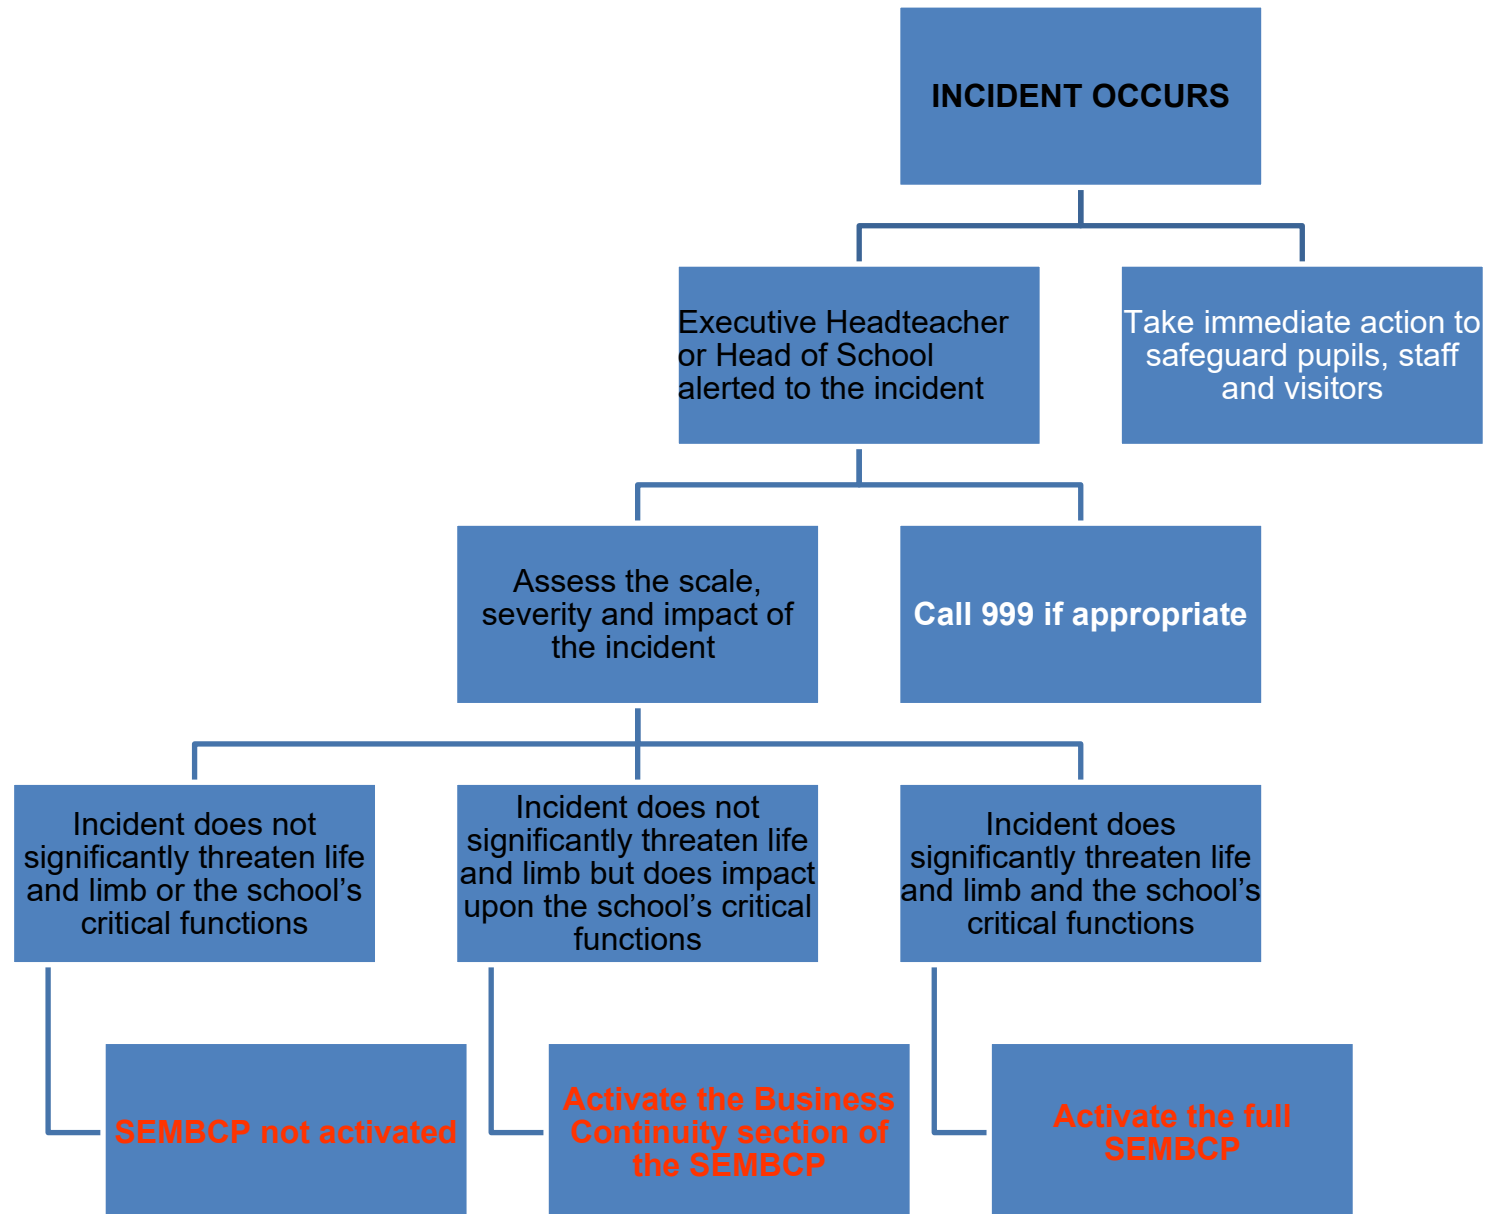 INCIDENT OCCURS
Executive Headteacher
or Head of School
alerted to the incident
Take immediate action to
safeguard pupils, staff
and visitors
Assess the scale,
severity and impact of
the incident
Call 999 if appropriate
Incident does not
significantly threaten life
and limb or the school’s
critical functions
Incident does not
significantly threaten life
and limb but does impact
upon the school’s critical
functions
Incident does
significantly threaten life
and limb and the school’s
critical functions
SEMBCP not activated
Activate the Business
Continuity section of
the SEMBCP
Activate the full
SEMBCP